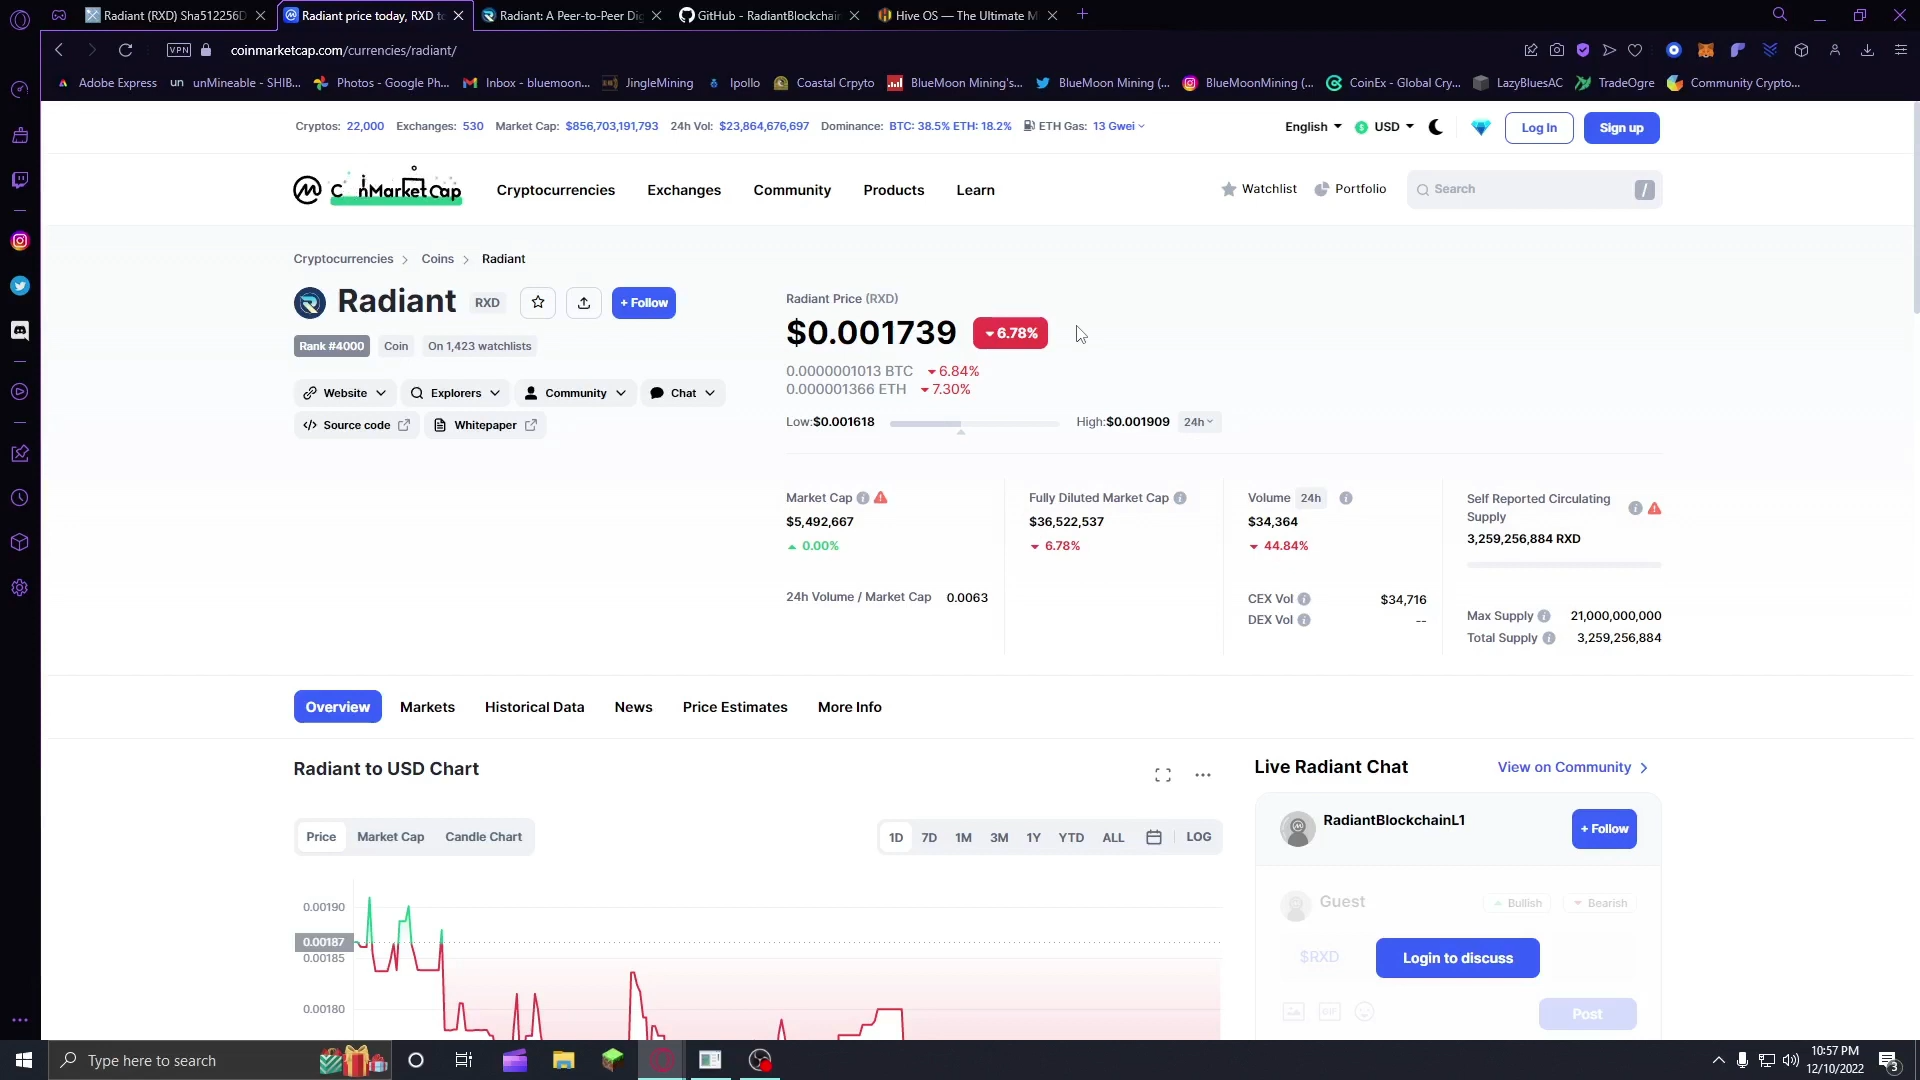 Radiant (RXD) Sha512256D
Radiant price today, RXD to
Radiant: A Peer-to-Peer Dig
GitHub - RadiantBlockchain
Hive OS — The Ultimate M
VPN
coinmarketcap.com/currencies/radiant/
Adobe Express
un unMineable - SHIB...
Photos - Google Ph...
Inbox - bluemoon...
JingleMining
Ipollo
Coastal Crpyto
BlueMoon Mining's...
BlueMoon Mining (...
BlueMoonMining (...
CoinEx - Global Cry...
LazyBluesAC
TradeOgre
Community Crypto...
Cryptos: 22,000 Exchanges: 530 Market Cap: $856,703,191,793 24h Vol: $23,864,676,697 Dominance: BTC: 38.5% ETH: 18.2% ETH Gas: 13 Gwei
English USD Log In Sign up
CoinMarketCap
Cryptocurrencies Exchanges Community Products Learn
Watchlist Portfolio Search /
Cryptocurrencies Coins Radiant
Radiant RXD + Follow
Rank #4000 Coin On 1,423 watchlists
Website Explorers Community Chat
Source code Whitepaper
Radiant Price (RXD)
$0.001739 6.78%
0.0000001013 BTC 6.84%
0.000001366 ETH 7.30%
Low:$0.001618 High:$0.001909 24h
Market Cap
$5,492,667
0.00%
24h Volume / Market Cap 0.0063
Fully Diluted Market Cap
$36,522,537
6.78%
Volume 24h
$34,364
44.84%
CEX Vol $34,716
DEX Vol --
Self Reported Circulating
Supply
3,259,256,884 RXD
Max Supply 21,000,000,000
Total Supply 3,259,256,884
Overview Markets Historical Data News Price Estimates More Info
Radiant to USD Chart
Price Market Cap Candle Chart
1D 7D 1M 3M 1Y YTD ALL LOG
0.00190
0.00187
0.00185
0.00180
Live Radiant Chat View on Community
RadiantBlockchainL1 + Follow
Guest Bullish Bearish
$RXD Login to discuss
GIF
Post
Type here to search
10:57 PM
12/10/2022
3